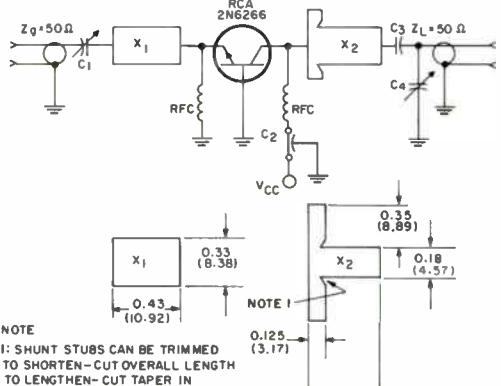 RCA
2N6266
Zg=50Ω
C1
X1
X2
C3
ZL=50Ω
C4
RFC
RFC
C2
VCC
X1
0.33
(8.38)
0.43
(10.92)
X2
0.35
(8,89)
0.18
(4.57)
NOTE 1
0.125
(3.17)
NOTE
1: SHUNT STUBS CAN BE TRIMMED
TO SHORTEN-CUT OVERALL LENGTH
TO LENGTHEN-CUT TAPER IN